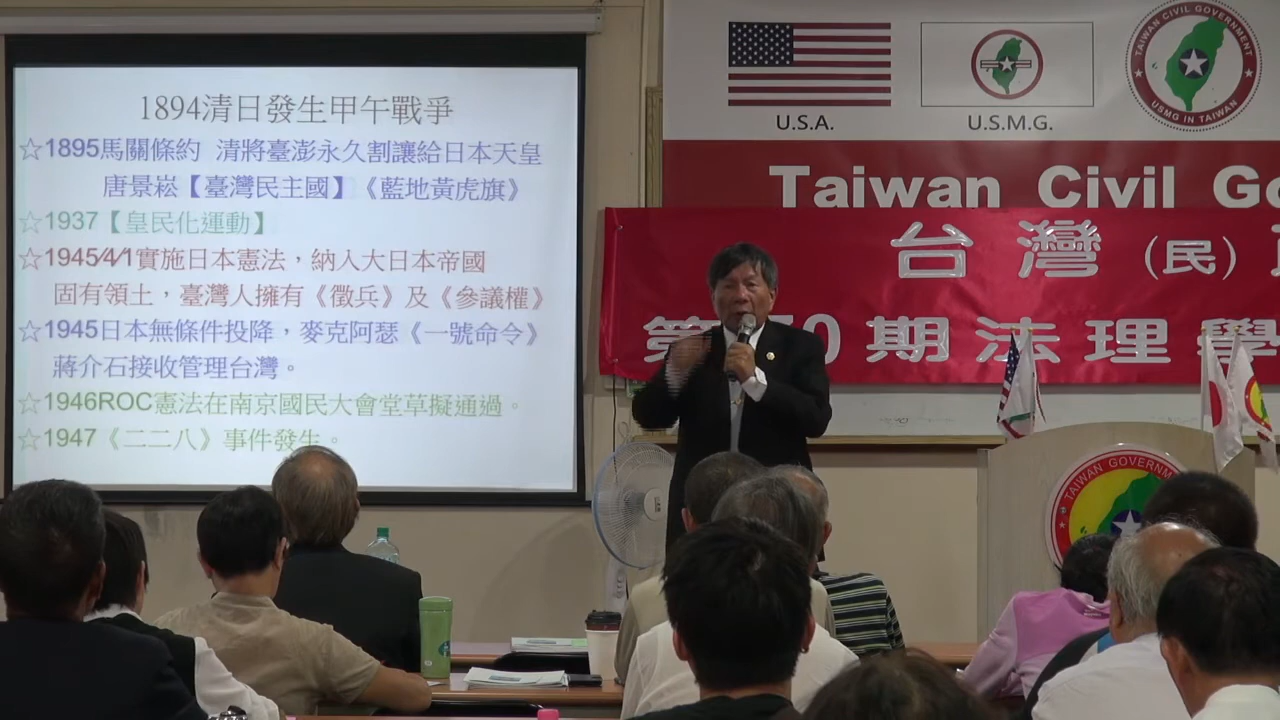 1894清日發生甲午戰爭
☆1895馬關條約 清將臺澎永久割讓給日本天皇
唐景崧【臺灣民主國】《藍地黃虎旗》
☆1937【皇民化運動】
☆1945/4/1實施日本憲法，納入大日本帝國
固有領土，臺灣人擁有《徵兵》及《參議權》
☆1945日本無條件投降，麥克阿瑟《一號命令》
蔣介石接收管理台灣。
☆1946ROC憲法在南京國民大會堂草擬通過。
☆1947《二二八》事件發生。
U.S.A.
U.S.M.G.
TAIWAN CIVIL GOVERNMENT
USMG IN TAIWAN
Taiwan Civil Go
台灣(民)
第 0期法理學
TAIWAN GOVERNMENT